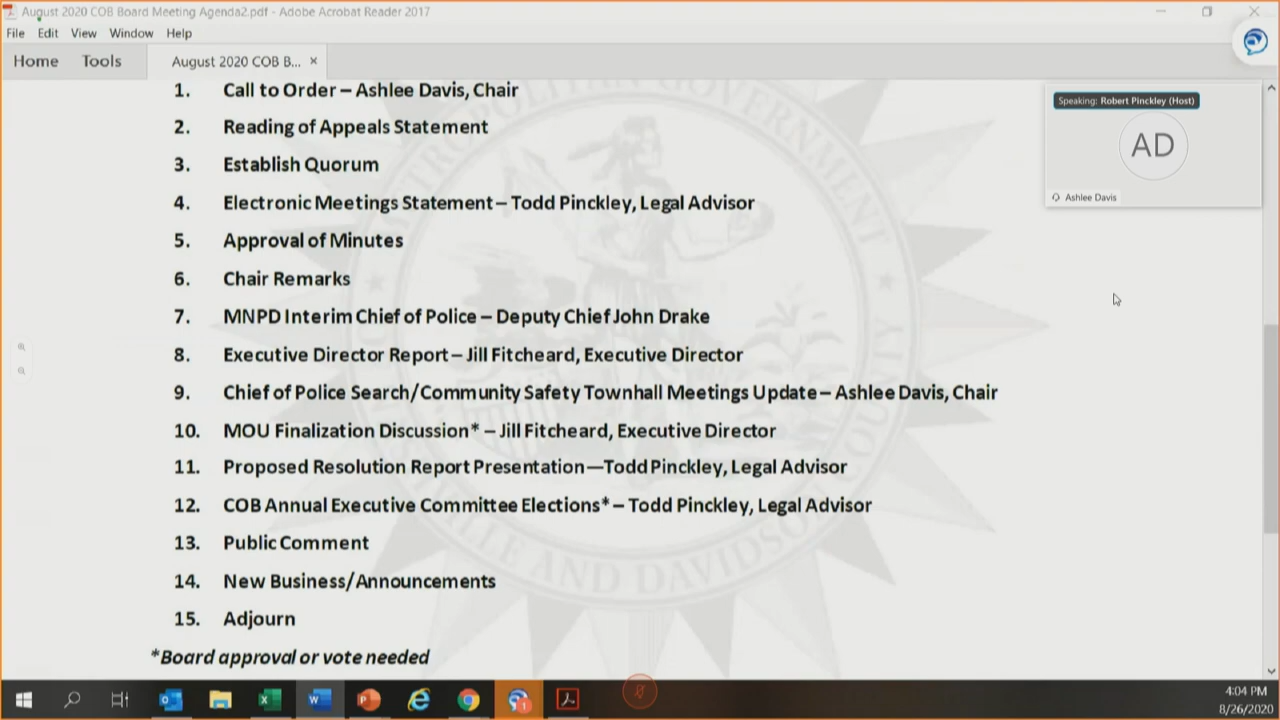 August 2020 COB Board Meeting Agenda2.pdf - Adobe Acrobat Reader 2017
File Edit View Window Help
Home Tools August 2020 COB B... ×
Speaking: Robert Pinckley (Host)
AD
Ashlee Davis
1. Call to Order – Ashlee Davis, Chair
2. Reading of Appeals Statement
3. Establish Quorum
4. Electronic Meetings Statement – Todd Pinckley, Legal Advisor
5. Approval of Minutes
6. Chair Remarks
7. MNPD Interim Chief of Police – Deputy Chief John Drake
8. Executive Director Report – Jill Fitcheard, Executive Director
9. Chief of Police Search/Community Safety Townhall Meetings Update – Ashlee Davis, Chair
10. MOU Finalization Discussion* – Jill Fitcheard, Executive Director
11. Proposed Resolution Report Presentation—Todd Pinckley, Legal Advisor
12. COB Annual Executive Committee Elections* – Todd Pinckley, Legal Advisor
13. Public Comment
14. New Business/Announcements
15. Adjourn
*Board approval or vote needed
4:04 PM
8/26/2020